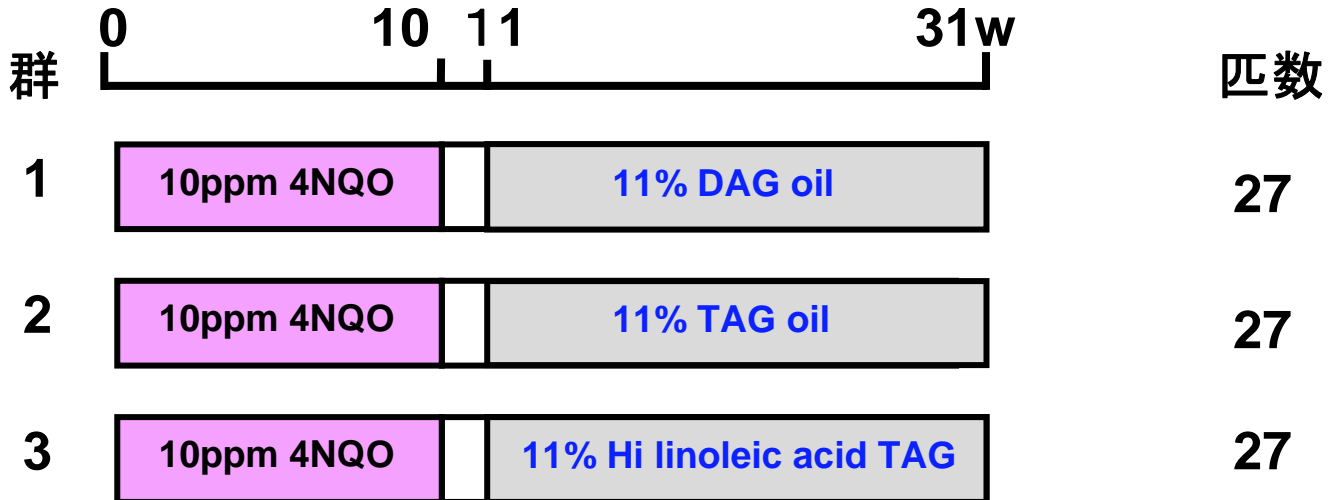 0 10 11 31w
群 匹数
1 10ppm 4NQO 11% DAG oil 27
2 10ppm 4NQO 11% TAG oil 27
3 10ppm 4NQO 11% Hi linoleic acid TAG 27